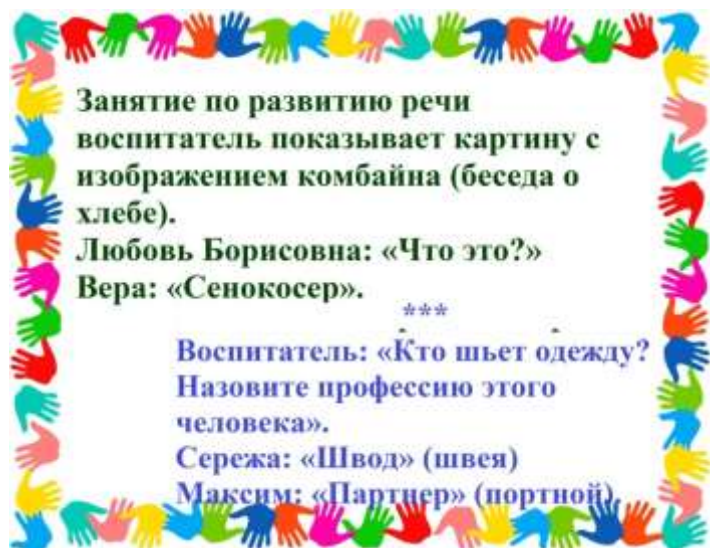 Занятие по развитию речи
воспитатель показывает картину с
изображением комбайна (беседа о
хлебе).
Любовь Борисовна: «Что это?»
Вера: «Сенокосер».
***
Воспитатель: «Кто шьет одежду?
Назовите профессию этого
человека».
Сережа: «Швод» (швея)
Максим: «Партнер» (портной)